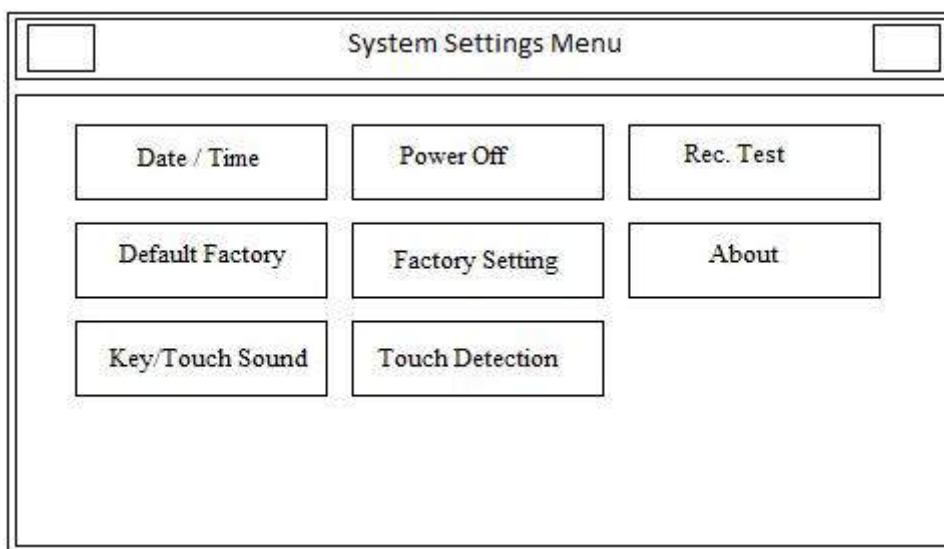 System Settings Menu
Date / Time
Power Off
Rec. Test
Default Factory
Factory Setting
About
Key/Touch Sound
Touch Detection